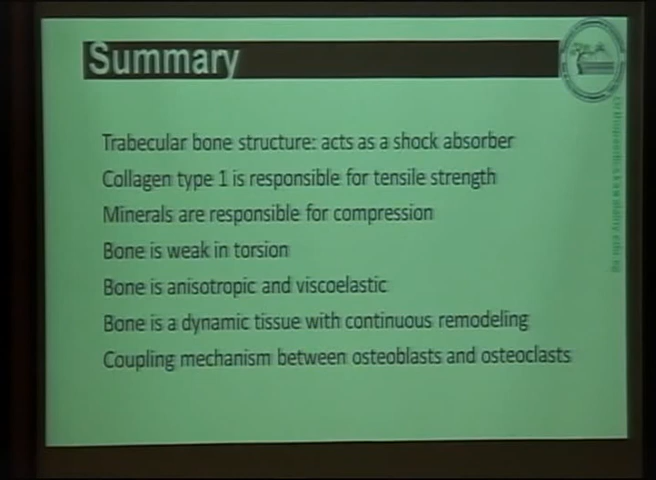 Summary
Trabecular bone structure: acts as a shock absorber
Collagen type 1 is responsible for tensile strength
Minerals are responsible for compression
Bone is weak in torsion
Bone is anisotropic and viscoelastic
Bone is a dynamic tissue with continuous remodeling
Coupling mechanism between osteoblasts and osteoclasts